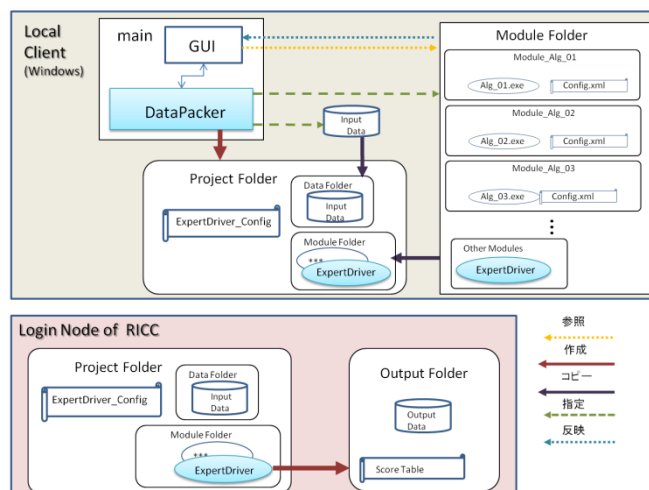 Local
Client
(Windows)
main
GUI
DataPacker
Input
Data
Project Folder
ExpertDriver_Config
Data Folder
Input
Data
Module Folder
***
ExpertDriver
Module Folder
Module_Alg_01
Alg_01.exe
Config.xml
Module_Alg_02
Alg_02.exe
Config.xml
Module_Alg_03
Alg_03.exe
Config.xml
Other Modules
ExpertDriver
Login Node of RICC
Project Folder
ExpertDriver_Config
Data Folder
Input
Data
Module Folder
***
ExpertDriver
Output Folder
Output
Data
Score Table
参照
作成
コピー
指定
反映